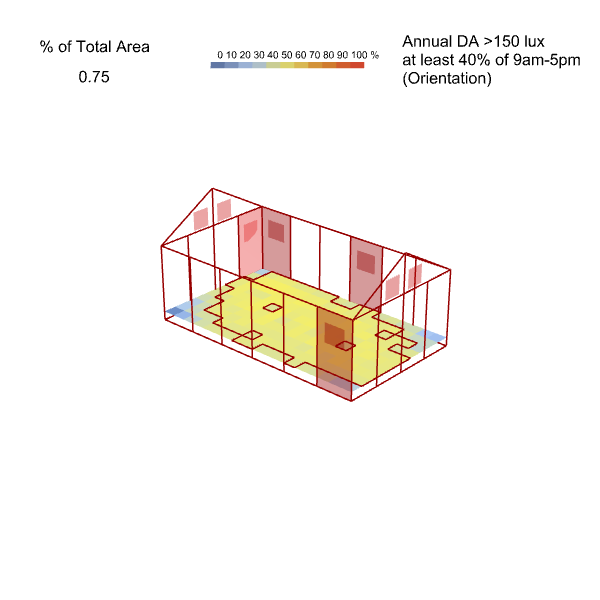 % of Total Area
0.75
0 10 20 30 40 50 60 70 80 90 100 %
Annual DA >150 lux
at least 40% of 9am-5pm
(Orientation)